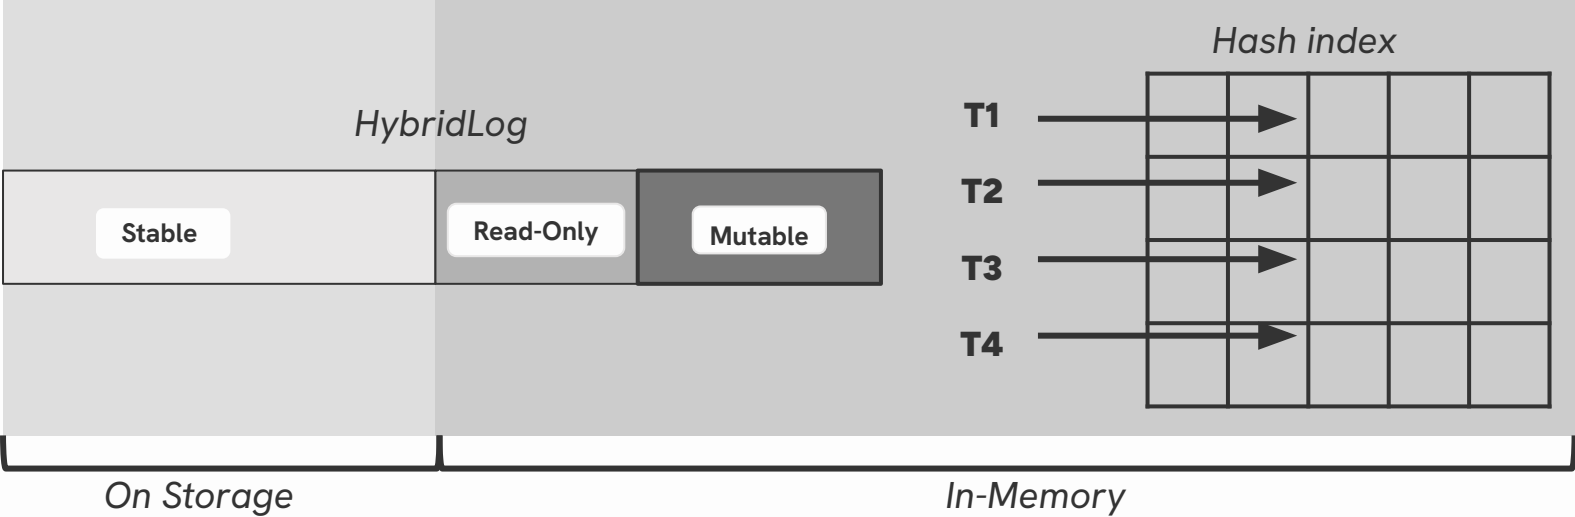 Hash index
HybridLog
T1
T2
T3
T4
Stable
Read-Only
Mutable
On Storage
In-Memory